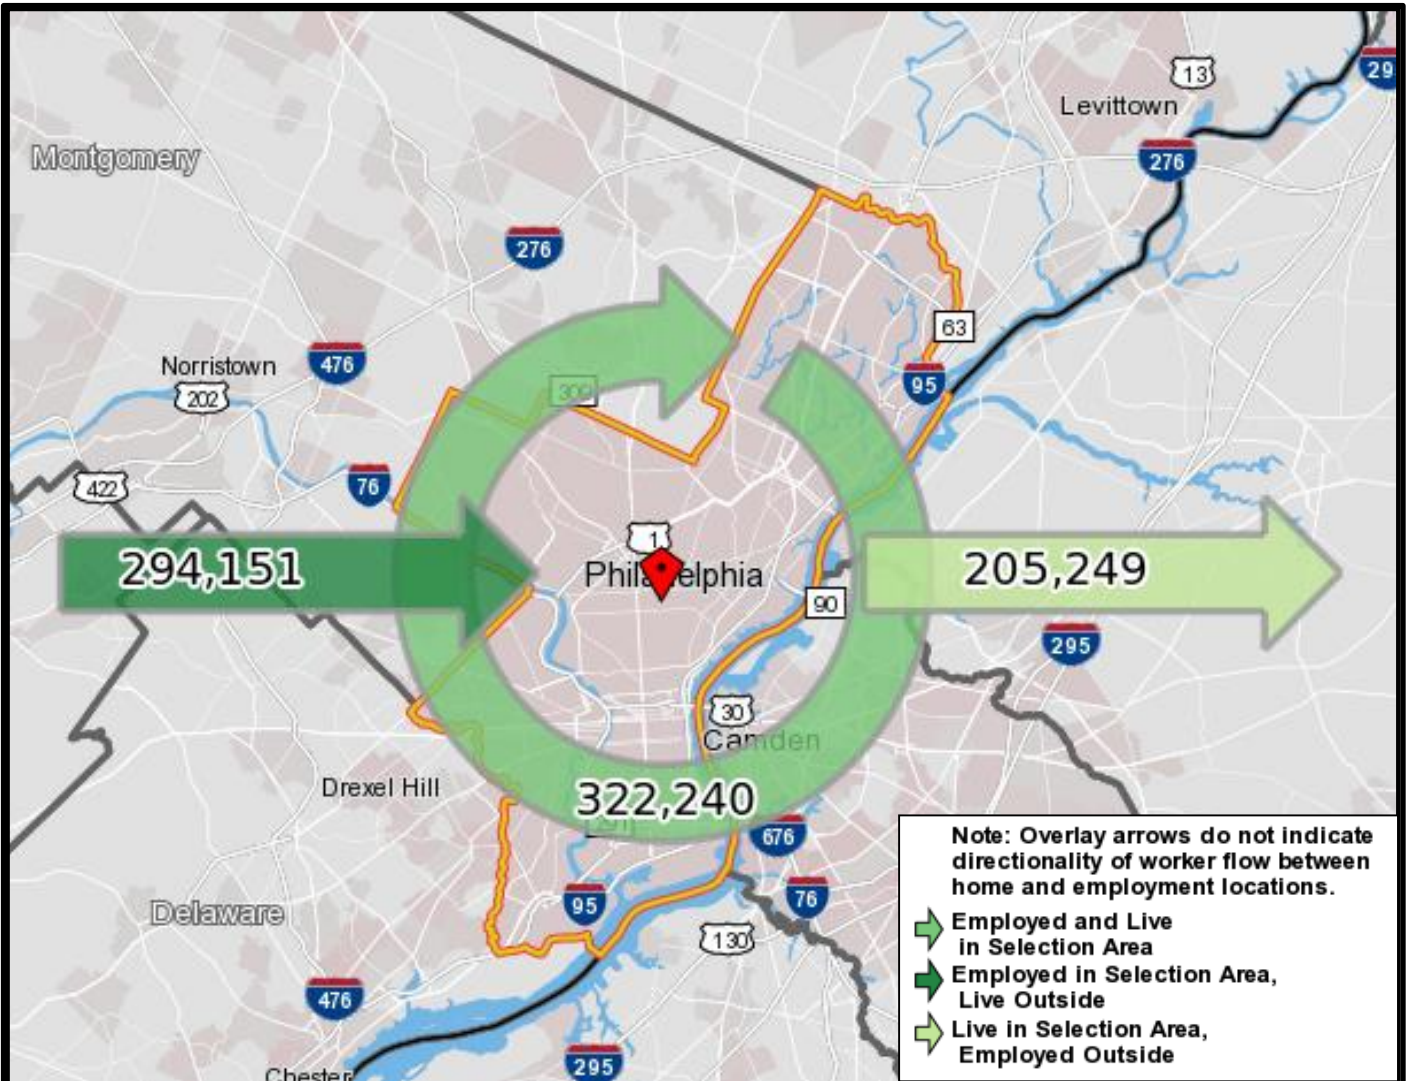 29
13
Levittown
276
Montgomery
276
63
Norristown
476
202
95
309
76
422
1
294,151
Philadelphia
205,249
90
295
30
Camden
Drexel Hill
322,240
676
Note: Overlay arrows do not indicate
directionality of worker flow between
home and employment locations.
Employed and Live
in Selection Area
Employed in Selection Area,
Live Outside
Live in Selection Area,
Employed Outside
76
95
Delaware
130
476
295
Chester